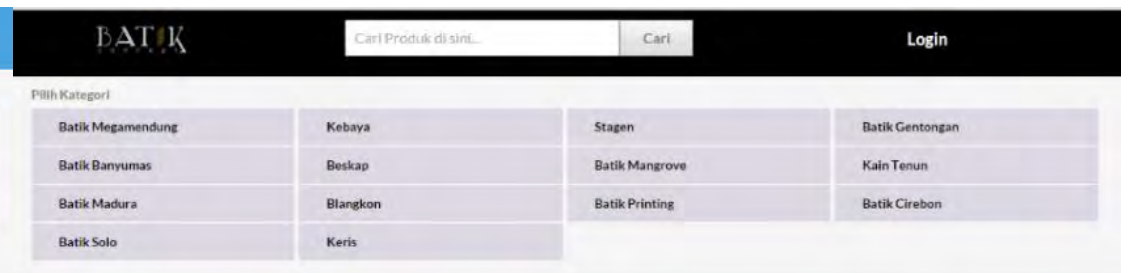 BATIK
Cari Produk di sini...
Cari
Login
Pilih Kategori
Batik Megamendung Kebaya Stagen Batik Gentongan
Batik Banyumas Beskap Batik Mangrove Kain Tenun
Batik Madura Blangkon Batik Printing Batik Cirebon
Batik Solo Keris